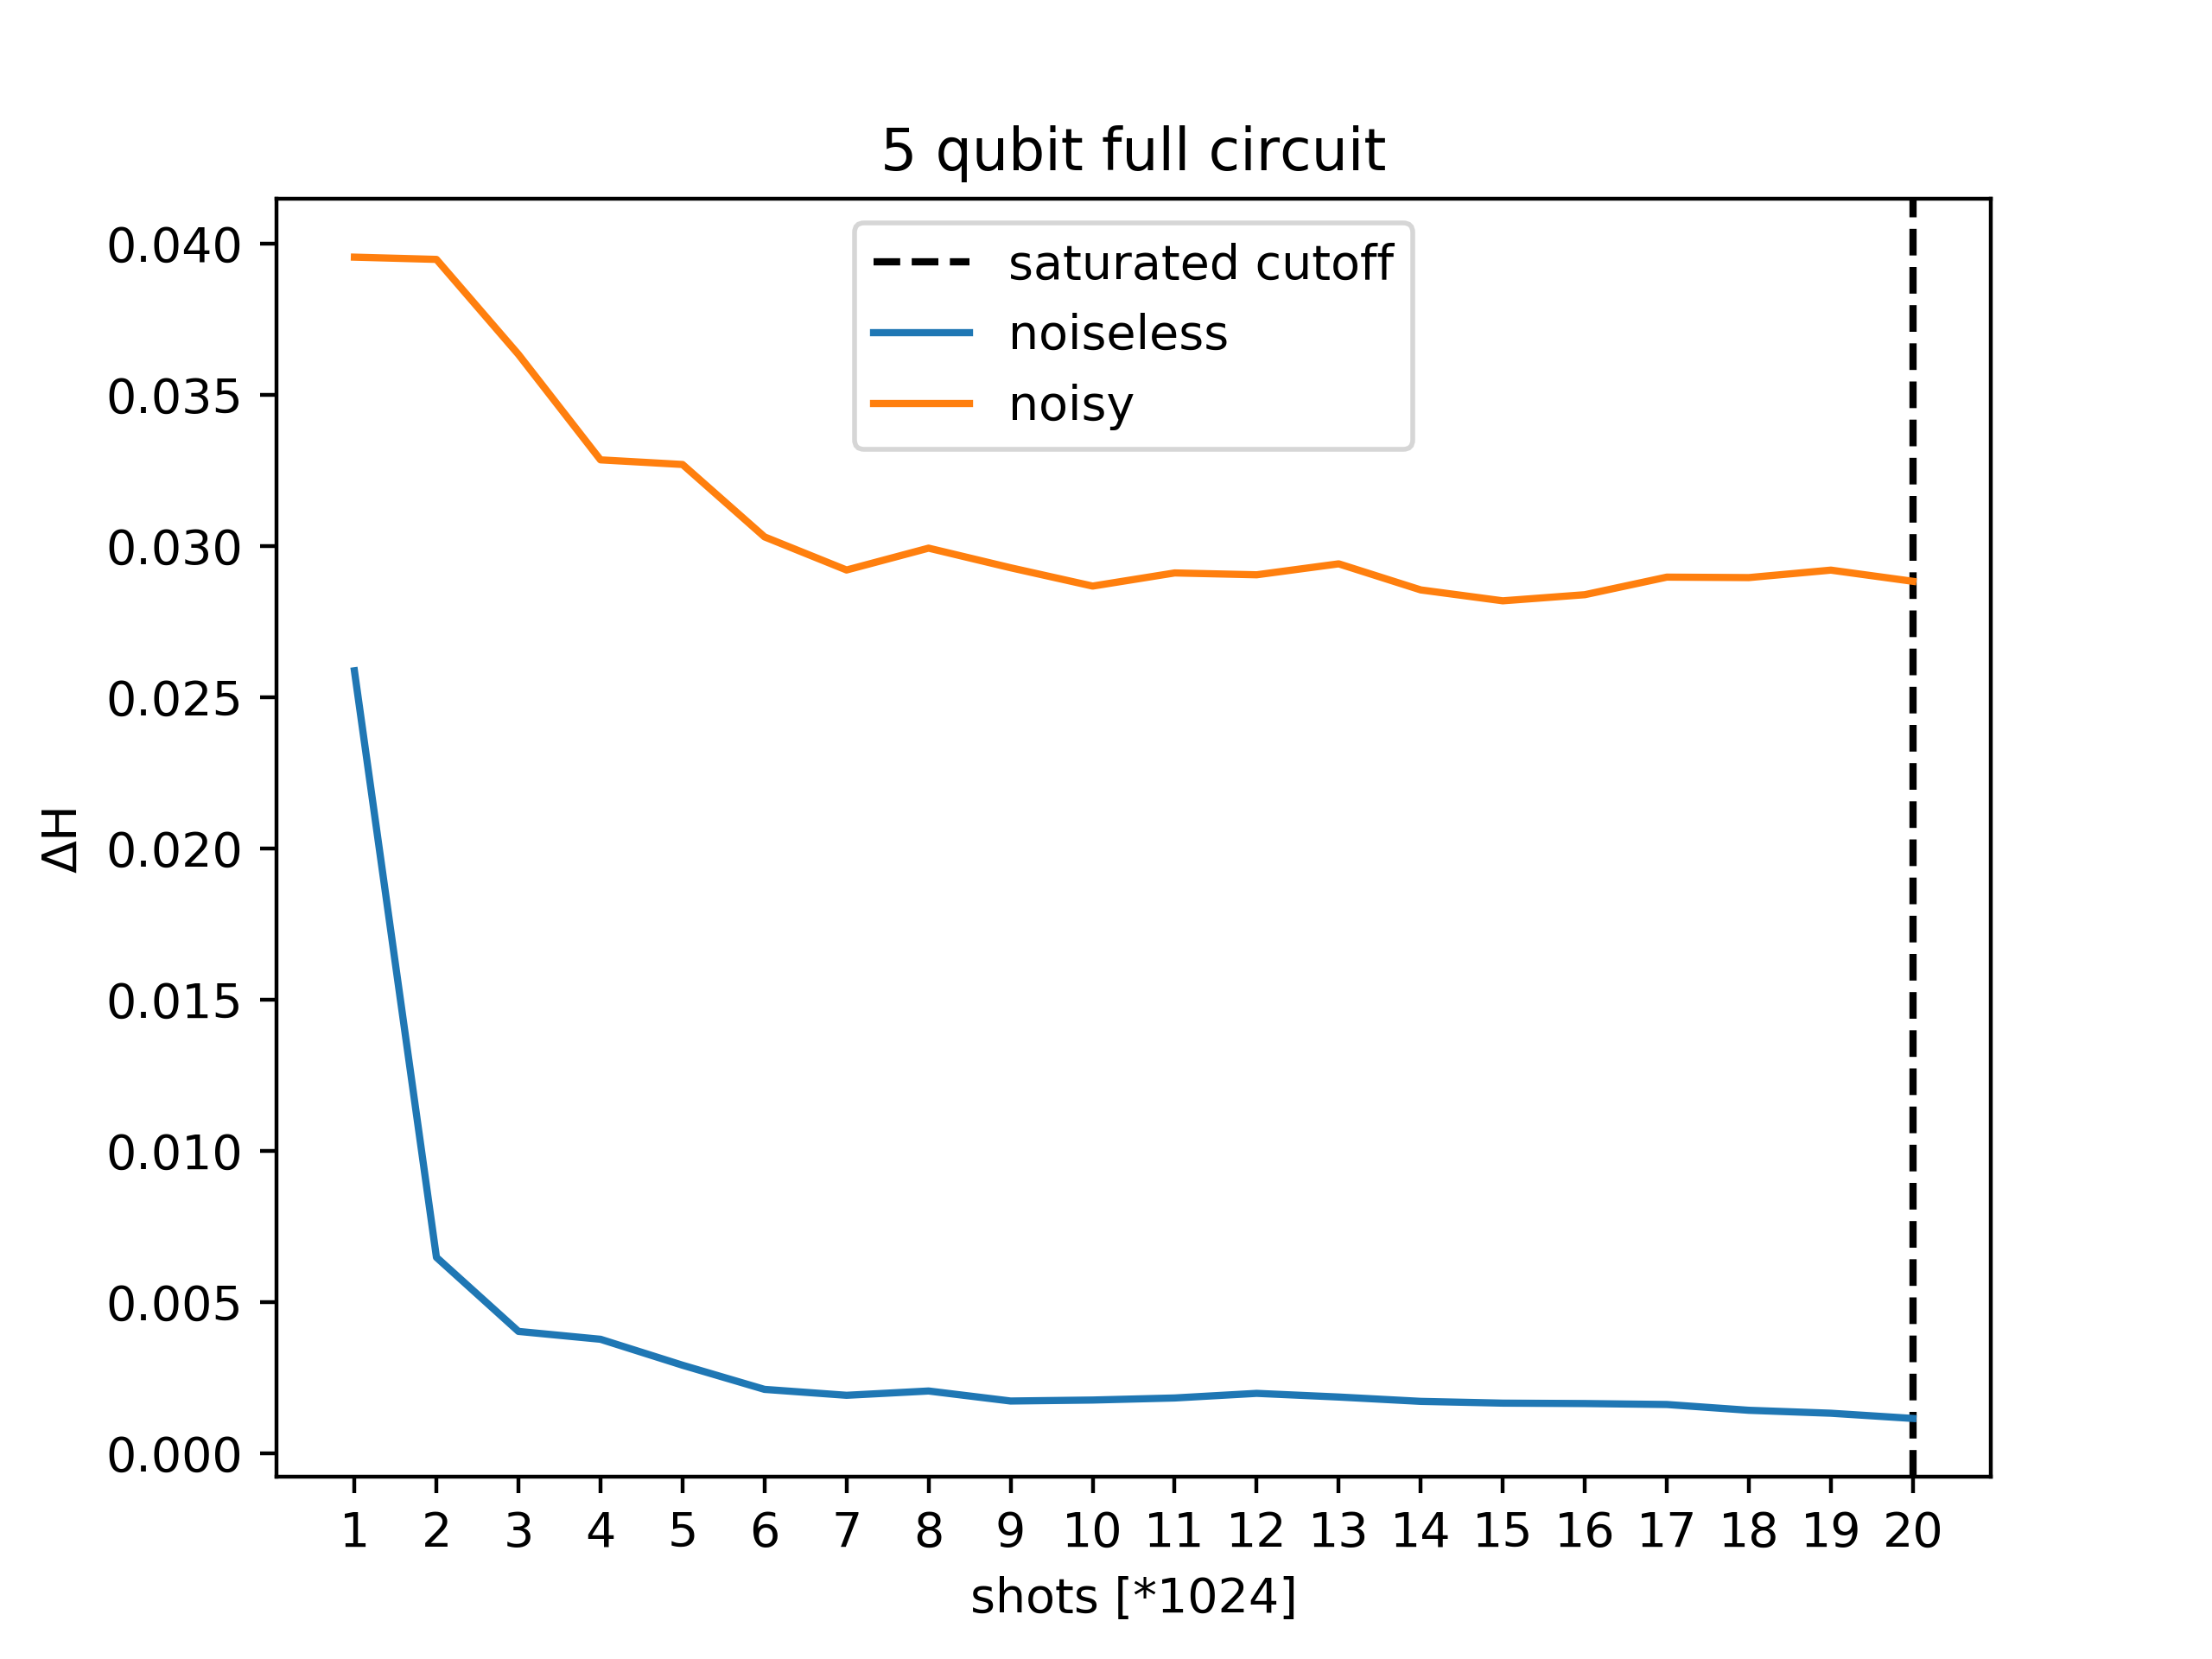 5 qubit full circuit
saturated cutoff
noiseless
noisy
0.040
0.035
0.030
0.025
0.020
0.015
0.010
0.005
0.000
ΔH
1 2 3 4 5 6 7 8 9 10 11 12 13 14 15 16 17 18 19 20
shots [*1024]